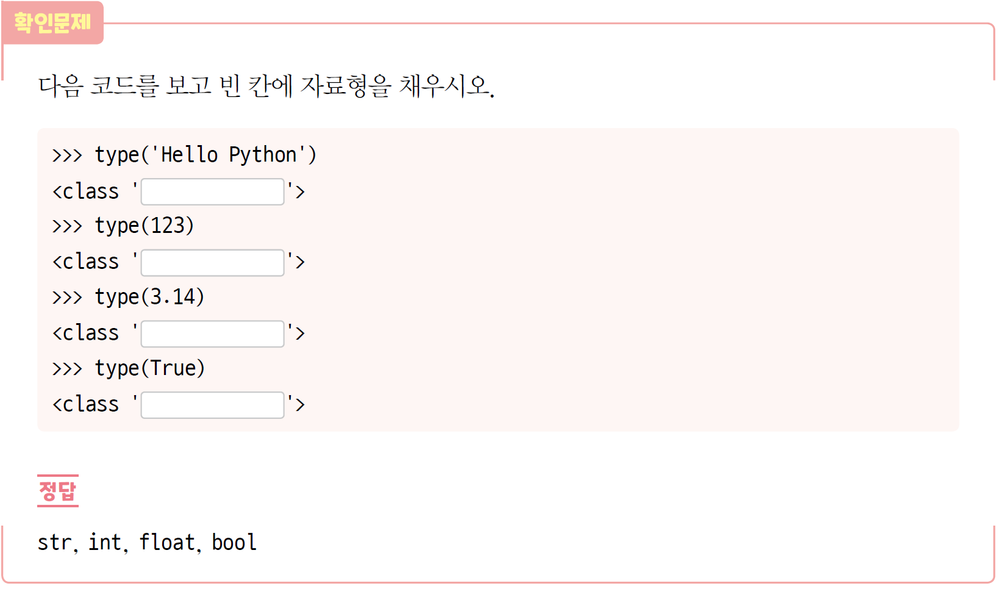 확인문제
다음 코드를 보고 빈 칸에 자료형을 채우시오.
>>> type('Hello Python')
<class '          '>
>>> type(123)
<class '          '>
>>> type(3.14)
<class '          '>
>>> type(True)
<class '          '>
정답
str, int, float, bool